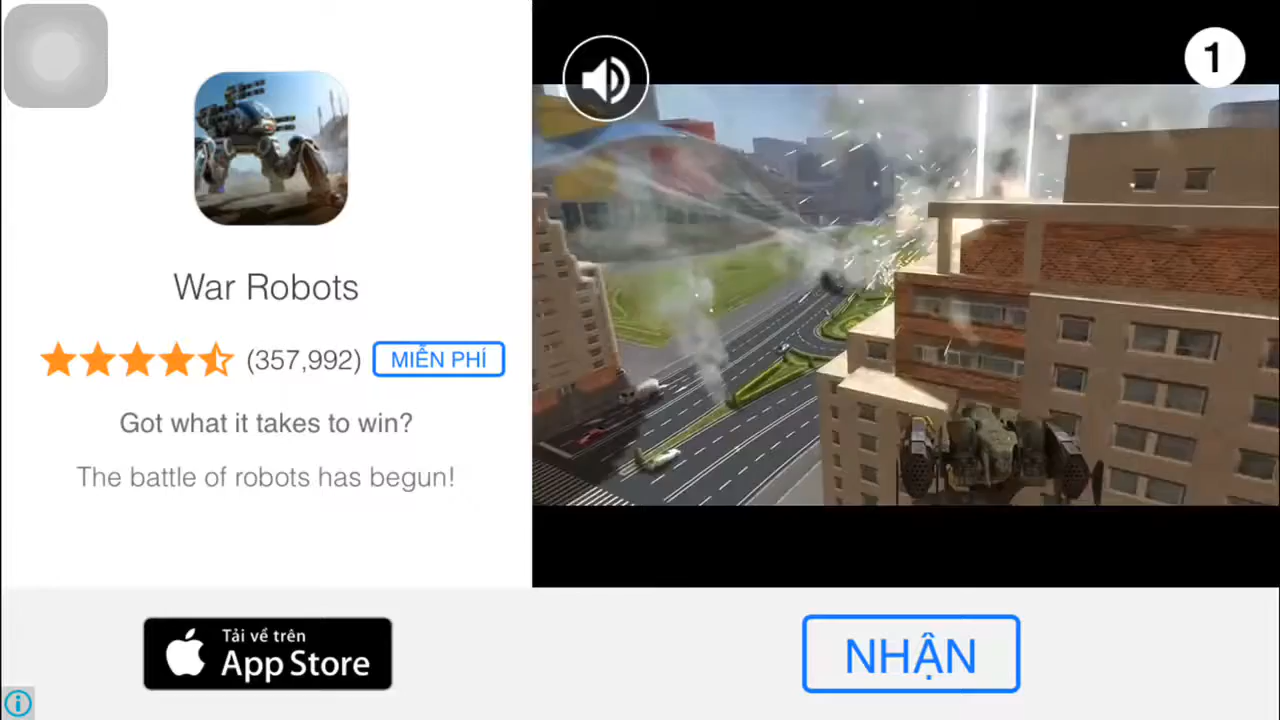 War Robots
(357,992) MIỄN PHÍ
Got what it takes to win?
The battle of robots has begun!
Tải về trên
App Store
1
NHẬN